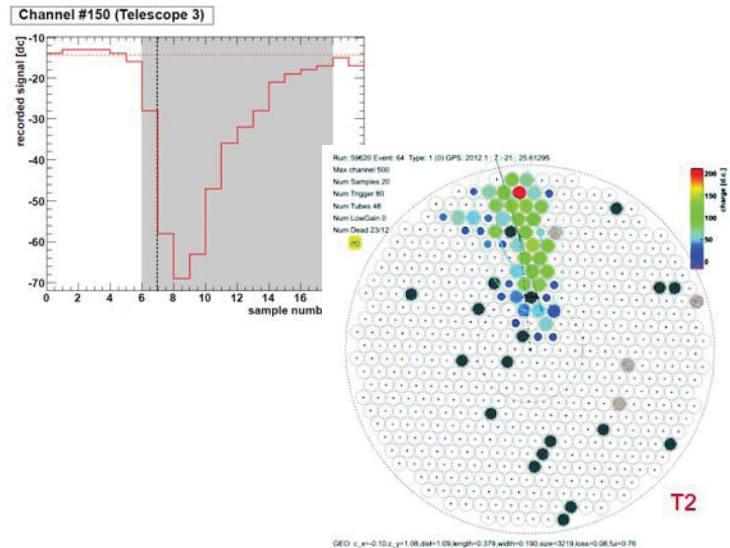 Channel #150 (Telescope 3)
recorded signal [dc]
-10
-20
-30
-40
-50
-60
-70
0 2 4 6 8 10 12 14 16
sample numb
Run: 59620 Event: 64 Type: 1 (0) GPS: 2012 1 : 7 : 21 : 25.61295
Max channel 500
Num Samples 20
Num Trigger 80
Num Tubes 48
Num LowGain 0
Num Dead 23/12
PD
charge [d.c.]
200
150
100
50
0
T2
GEO: c_x=-0.10,c_y=1.08,dist=1.09,length=0.379,width=0.190,size=3219,loss=0.08,ful=0.76